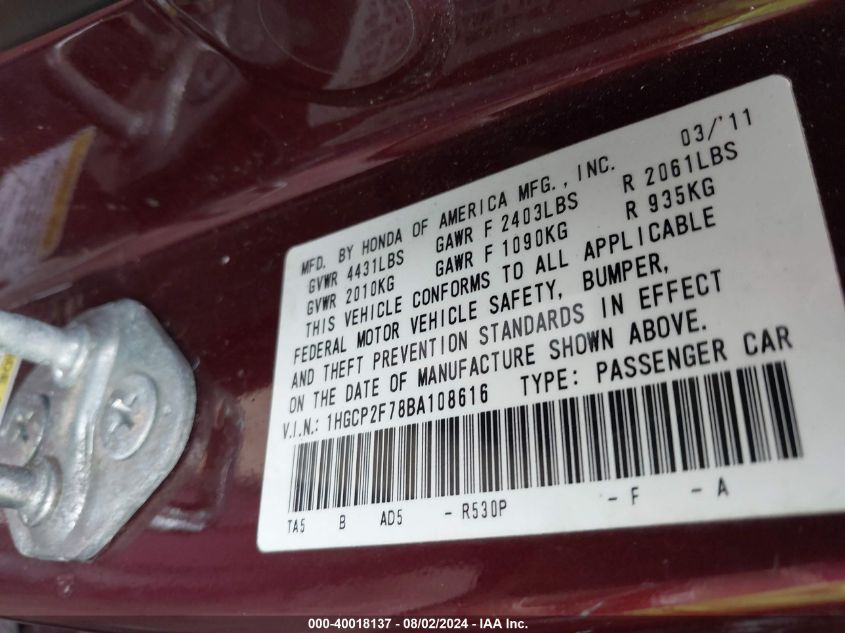 03/'11
MFD. BY HONDA OF AMERICA MFG., INC.
GVWR 4431LBS GAWR F 2403LBS R 2061LBS
GVWR 2010KG GAWR F 1090KG R 935KG
THIS VEHICLE CONFORMS TO ALL APPLICABLE
FEDERAL MOTOR VEHICLE SAFETY, BUMPER,
AND THEFT PREVENTION STANDARDS IN EFFECT
ON THE DATE OF MANUFACTURE SHOWN ABOVE.
V.I.N.: 1HGCP2F78BA108616 TYPE: PASSENGER CAR
TA5 B AD5 -R530P -F -A
000-40018137 - 08/02/2024 - IAA Inc.